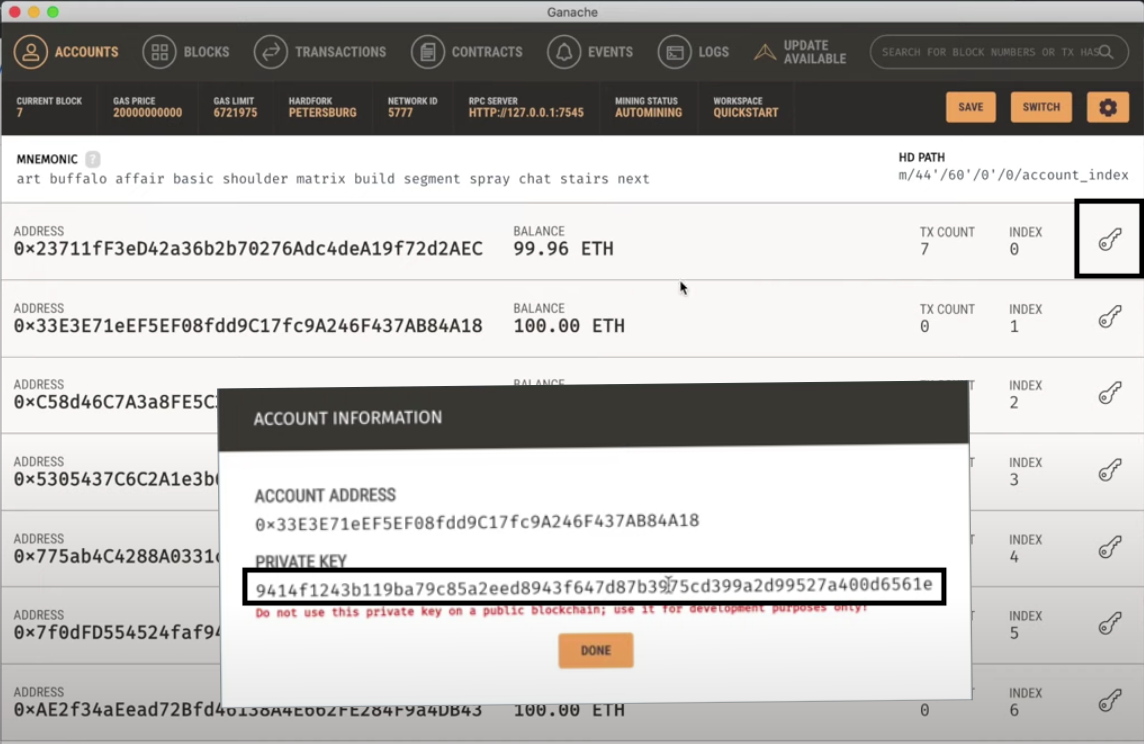 Ganache
ACCOUNTS BLOCKS TRANSACTIONS CONTRACTS EVENTS LOGS UPDATE AVAILABLE SEARCH FOR BLOCK NUMBERS OR TX HAS
CURRENT BLOCK GAS PRICE GAS LIMIT HARDFORK NETWORK ID RPC SERVER MINING STATUS WORKSPACE
7 20000000000 6721975 PETERSBURG 5777 HTTP://127.0.0.1:7545 AUTOMINING QUICKSTART SAVE SWITCH
MNEMONIC ? HD PATH
art buffalo affair basic shoulder matrix build segment spray chat stairs next m/44'/60'/0'/0/account_index
ADDRESS BALANCE TX COUNT INDEX
0×23711fF3eD42a36b2b70276Adc4deA19f72d2AEC 99.96 ETH 7 0
ADDRESS BALANCE TX COUNT INDEX
0×33E3E71eEF5EF08fdd9C17fc9A246F437AB84A18 100.00 ETH 0 1
ADDRESS BALANCE INDEX
0×C58d46C7A3a8FE5C 2
ACCOUNT INFORMATION
ADDRESS INDEX
0×5305437C6C2A1e3b 3
ACCOUNT ADDRESS
0×33E3E71eEF5EF08fdd9C17fc9A246F437AB84A18
ADDRESS INDEX
0×775ab4C4288A0331 4
PRIVATE KEY
9414f1243b119ba79c85a2eed8943f647d87b3975cd399a2d99527a400d6561e
Do not use this private key on a public blockchain; use it for development purposes only!
ADDRESS INDEX
0×7f0dFD554524faf94 5
DONE
ADDRESS INDEX
0×AE2f34aEead72Bfd46138A4E662FE284F9a4DB43 100.00 ETH 0 6